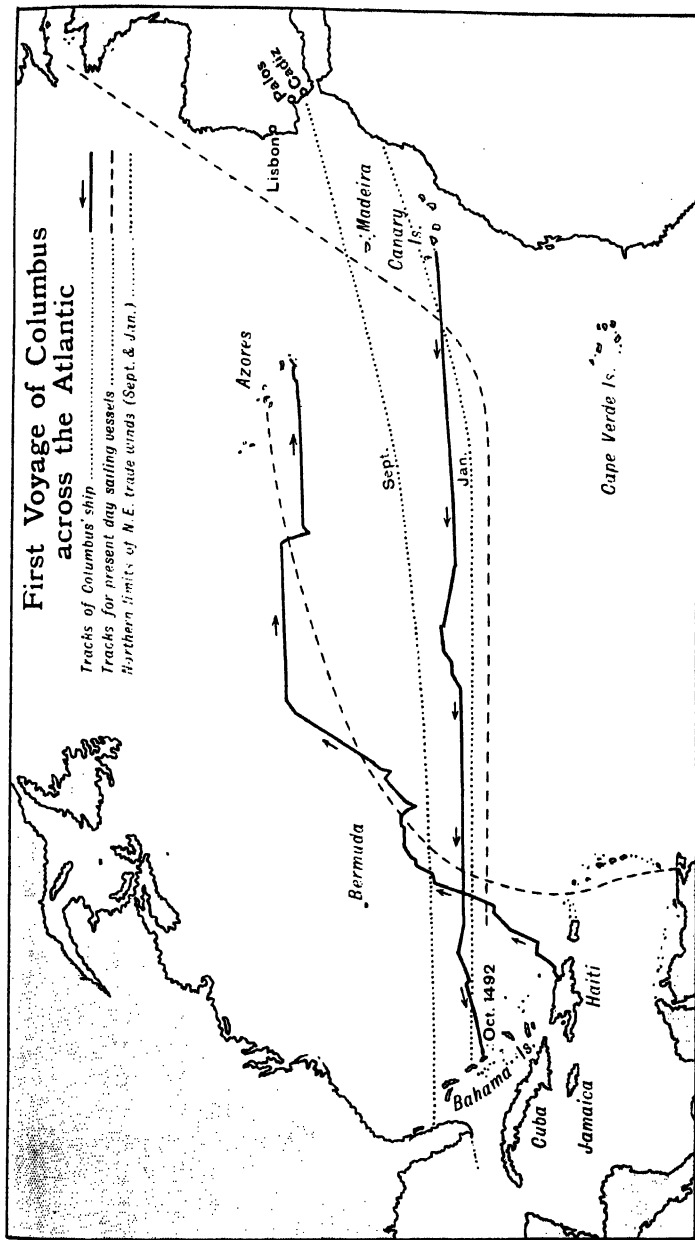 First Voyage of Columbus
across the Atlantic
Tracks of Columbus' ship
Tracks for present day sailing vessels
Northern limits of N.E. trade winds (Sept. & Jan.)
Lisbon
Palos
Cadiz
Madeira
Canary
Is.
Azores
Sept.
Jan.
Cape Verde Is.
Bermuda
Oct. 1492
Bahama Is.
Cuba
Haiti
Jamaica